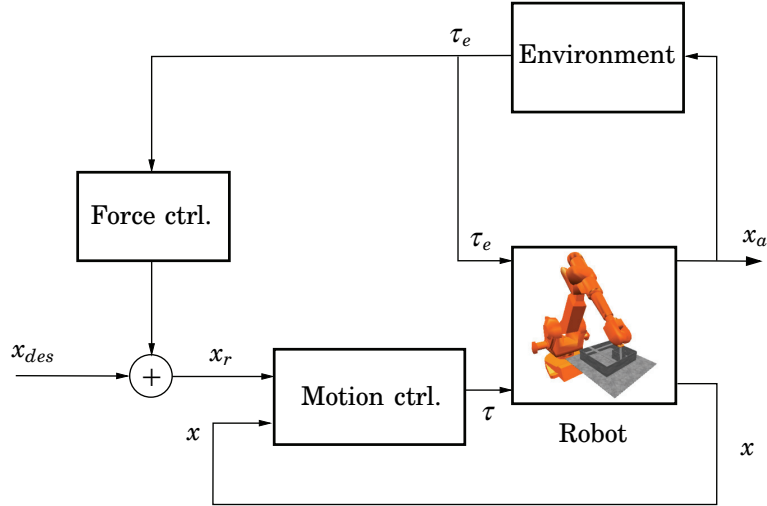 τe
Environment
Force ctrl.
τe
xa
xdes
+
xr
Motion ctrl.
τ
x
Robot
x